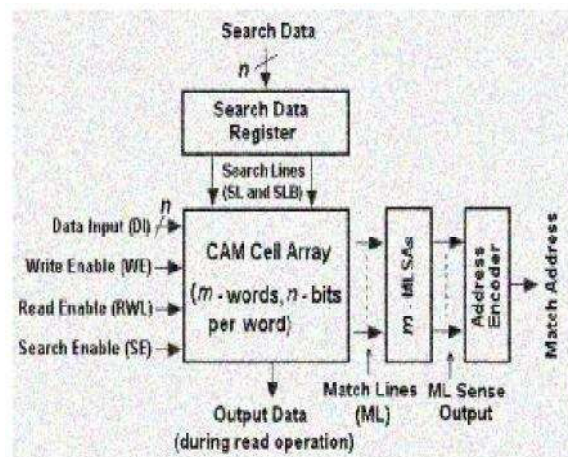 Search Data
n
Search Data
Register
Search Lines
(SL and SLB)
n
Data Input (DI)
Write Enable (WE)
Read Enable (RWL)
Search Enable (SE)
CAM Cell Array
(m - words, n - bits
per word)
m - MLSAs
Address
Encoder
Match Address
Match Lines
(ML)
ML Sense
Output
Output Data
(during read operation)